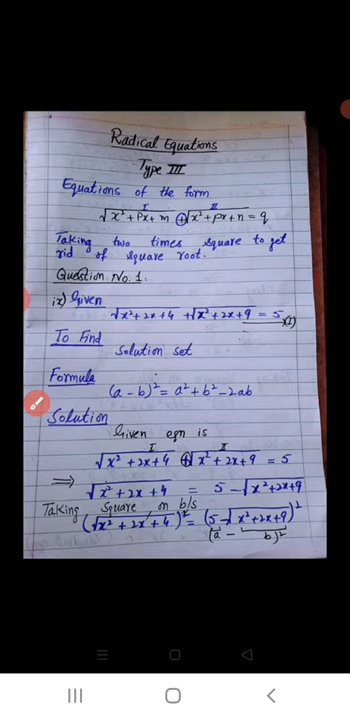 Radical Equations
Type III
Equations of the form
I II
√x²+Px+m ⊕ √x²+px+n = q
Taking two times square to get
rid of square root.
Question No. 1.
ix) Given
√x²+2x+4 + √x²+2x+9 = 5 →(1)
To Find
Solution set
Formula
(a - b)² = a² + b² - 2ab
Solution
Given eqn is
I II
√x² + 2x + 4 ⊕ √x² + 2x + 9 = 5
⇒ √x² + 2x + 4 = 5 - √x² + 2x + 9
Taking Square on b/s
(√x² + 2x + 4)² = (5 - √x² + 2x + 9)²
(a - b)²